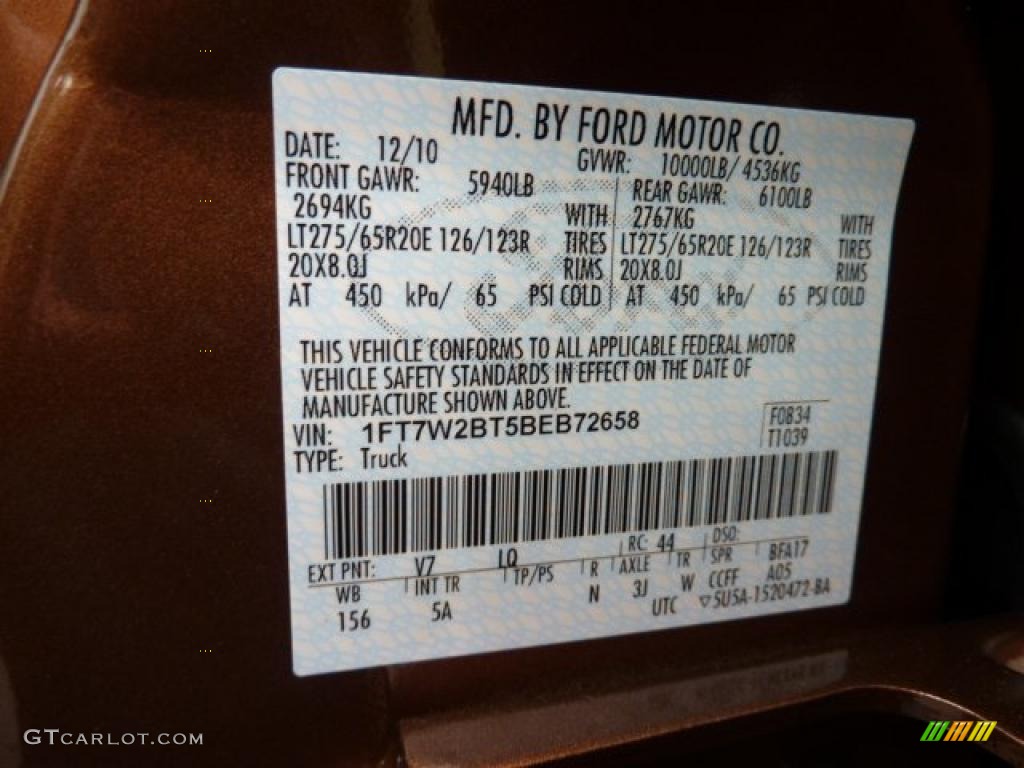 MFD. BY FORD MOTOR CO.
DATE: 12/10 GVWR: 10000LB/ 4536KG
FRONT GAWR: 5940LB REAR GAWR: 6100LB
2694KG WITH 2767KG WITH
LT275/65R20E 126/123R TIRES LT275/65R20E 126/123R TIRES
20X8.0J RIMS 20X8.0J RIMS
AT 450 kPa/ 65 PSI COLD AT 450 kPa/ 65 PSI COLD
THIS VEHICLE CONFORMS TO ALL APPLICABLE FEDERAL MOTOR
VEHICLE SAFETY STANDARDS IN EFFECT ON THE DATE OF
MANUFACTURE SHOWN ABOVE.
VIN: 1FT7W2BT5BEB72658 F0834
TYPE: Truck T1039
EXT PNT: V7 LQ RC: 44 DSO:
WB INT TR TP/PS R AXLE TR SPR BFA17
156 5A N 3J W CCFF A05
UTC ▽5U5A-1520472-BA
GTCARLOT.COM